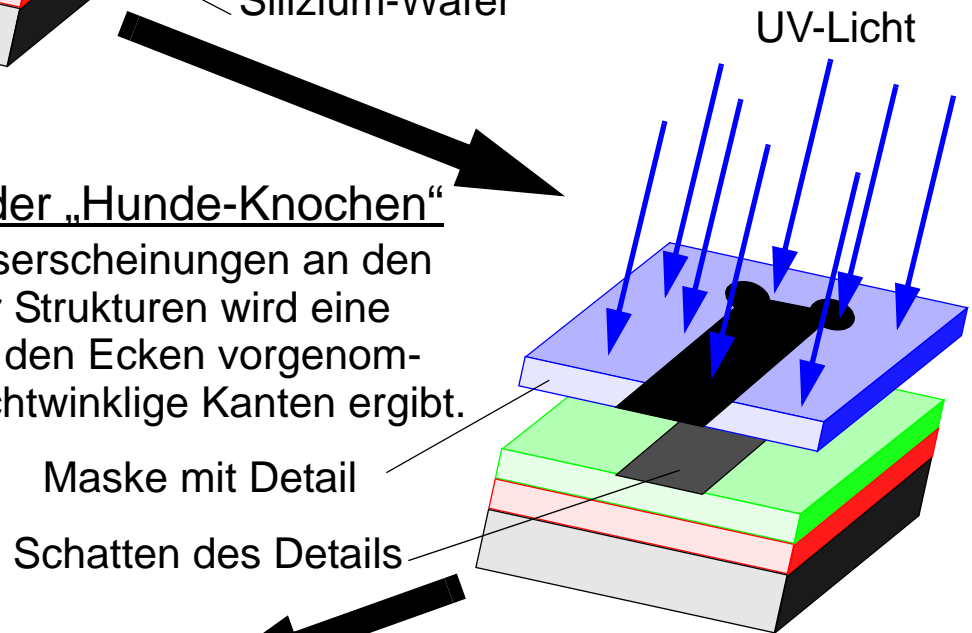 Silizium-Wafer
UV-Licht
der „Hunde-Knochen“
serscheinungen an den
r Strukturen wird eine
den Ecken vorgenom-
chtwinklige Kanten ergibt.
Maske mit Detail
Schatten des Details